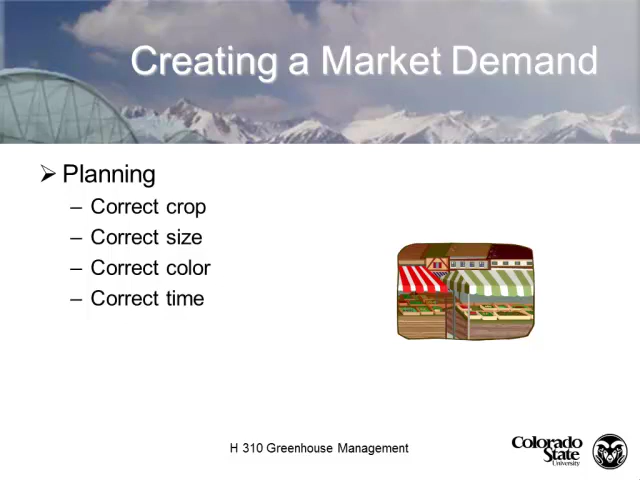 Creating a Market Demand
Planning
– Correct crop
– Correct size
– Correct color
– Correct time
H 310 Greenhouse Management
Colorado
State
University